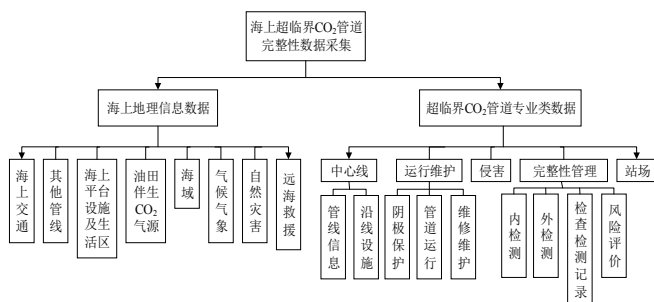 海上超临界CO₂管道
完整性数据采集
海上地理信息数据
超临界CO₂管道专业类数据
海上交通
其他管线
海上
平台
设施
及生
活区
油田
伴生
CO₂
气源
海域
气候气象
自然灾害
远海救援
中心线
运行维护
侵害
完整性管理
站场
管线信息
沿线设施
阴极保护
管道运行
维修维护
内检测
外检测
检查检测记录
风险评价